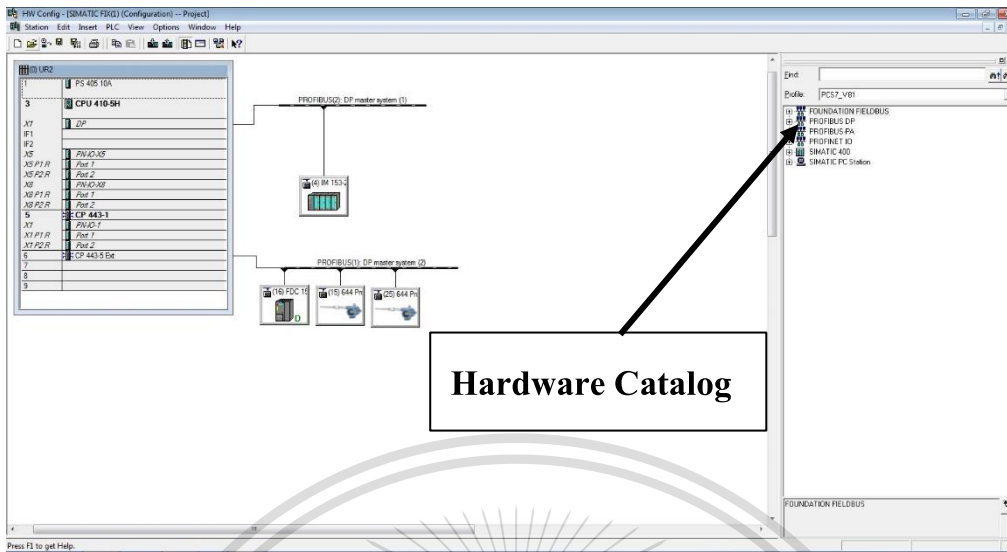 HW Config - [SIMATIC FIX(1) (Configuration) -- Project]
Station Edit Insert PLC View Options Window Help
(0) UR2
1 PS 405 10A
3 CPU 410-5H
X1 DP
IF1
IF2
X5 PN-IO-X5
X5 P1 R Port 1
X5 P2 R Port 2
X8 PN-IO-X8
X8 P1 R Port 1
X8 P2 R Port 2
5 CP 443-1
X1 PN-IO-1
X1 P1 R Port 1
X1 P2 R Port 2
6 CP 443-5 Ext
7
8
9
PROFIBUS(2): DP master system (1)
(4) IM 153-2
PROFIBUS(1): DP master system (2)
(16) FDC 15
(15) 644 Pr
(25) 644 Pr
D
Hardware Catalog
Find:
Profile: PCS7_V81
FOUNDATION FIELDBUS
PROFIBUS DP
PROFIBUS-PA
PROFINET IO
SIMATIC 400
SIMATIC PC Station
FOUNDATION FIELDBUS
Press F1 to get Help.